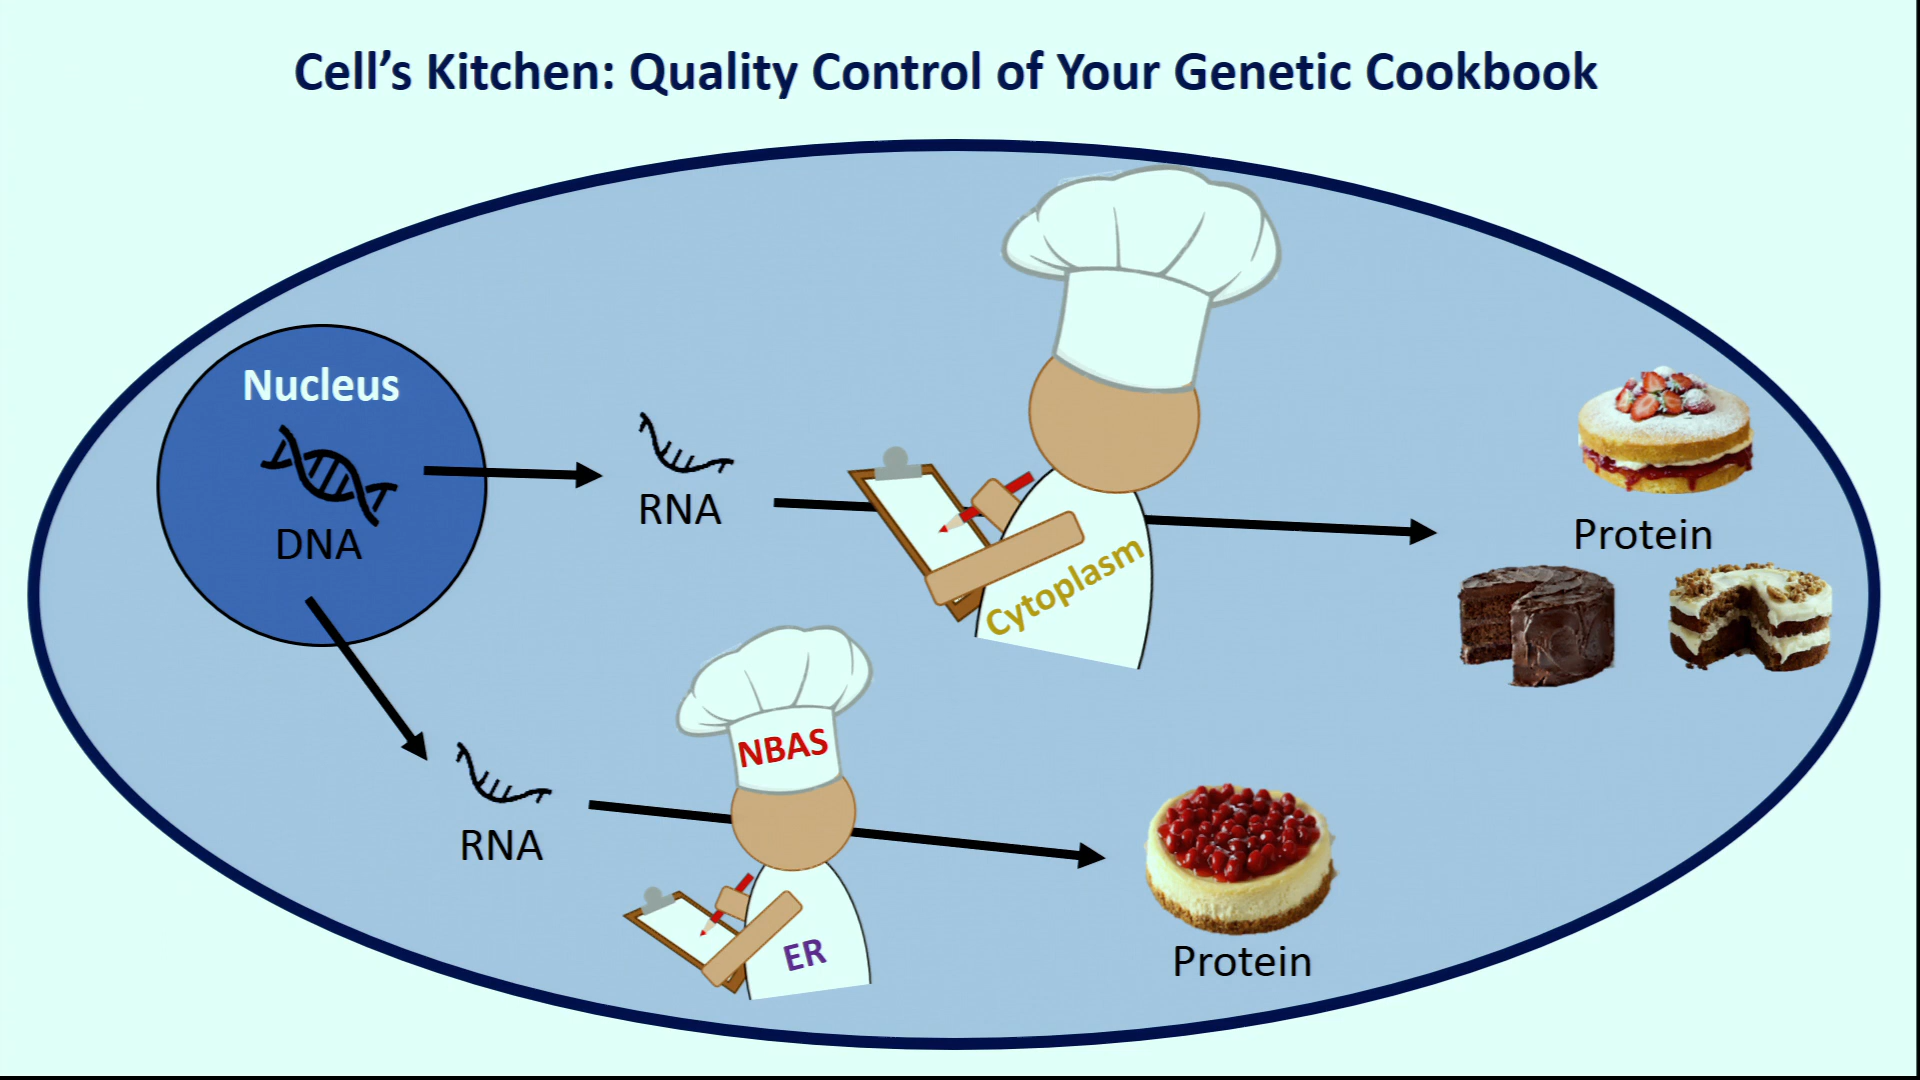 Cell’s Kitchen: Quality Control of Your Genetic Cookbook
Nucleus
DNA
RNA
Cytoplasm
Protein
NBAS
RNA
ER
Protein